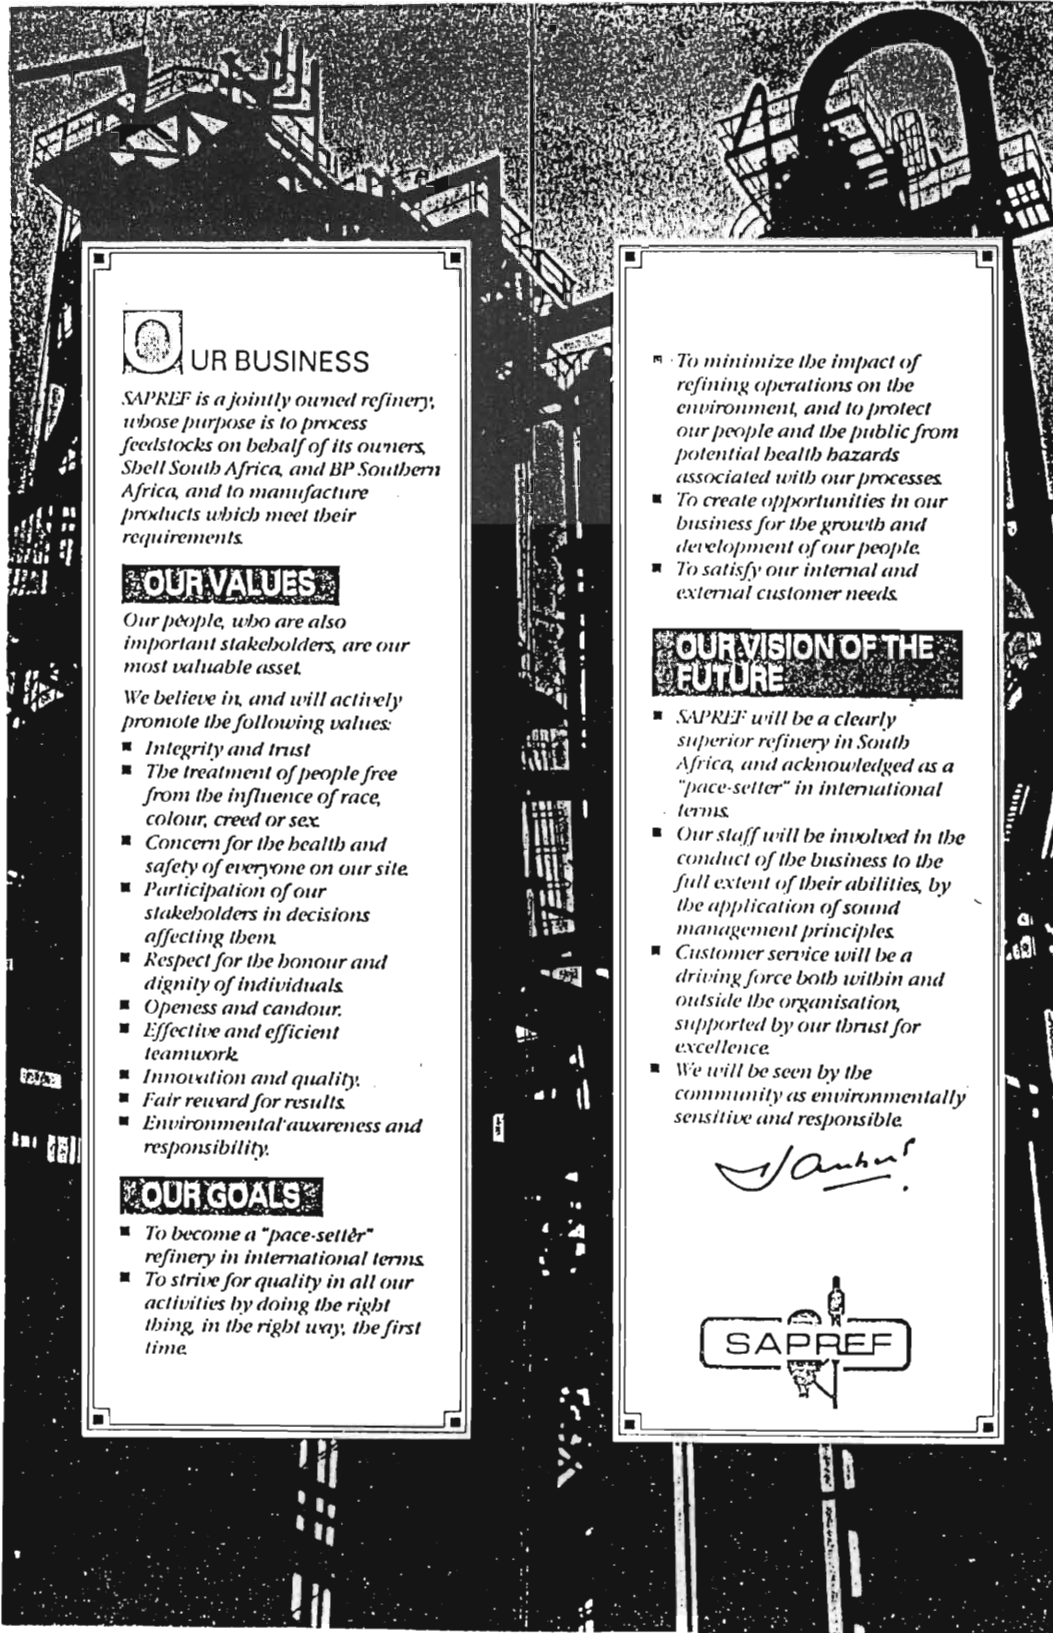 OUR BUSINESS
SAPREF is a jointly owned refinery,
whose purpose is to process
feedstocks on behalf of its owners,
Shell South Africa, and BP Southern
Africa, and to manufacture
products which meet their
requirements.
OUR VALUES
Our people, who are also
important stakeholders, are our
most valuable asset.
We believe in, and will actively
promote the following values:
■ Integrity and trust
■ The treatment of people free
from the influence of race,
colour, creed or sex.
■ Concern for the health and
safety of everyone on our site.
■ Participation of our
stakeholders in decisions
affecting them.
■ Respect for the honour and
dignity of individuals.
■ Openess and candour.
■ Effective and efficient
teamwork.
■ Innovation and quality.
■ Fair reward for results.
■ Environmental awareness and
responsibility.
OUR GOALS
■ To become a "pace-setter"
refinery in international terms.
■ To strive for quality in all our
activities by doing the right
thing, in the right way, the first
time.
■ To minimize the impact of
refining operations on the
environment, and to protect
our people and the public from
potential health hazards
associated with our processes.
■ To create opportunities in our
business for the growth and
development of our people.
■ To satisfy our internal and
external customer needs.
OUR VISION OF THE
FUTURE
■ SAPREF will be a clearly
superior refinery in South
Africa, and acknowledged as a
"pace-setter" in international
terms.
■ Our staff will be involved in the
conduct of the business to the
full extent of their abilities, by
the application of sound
management principles.
■ Customer service will be a
driving force both within and
outside the organisation,
supported by our thrust for
excellence.
■ We will be seen by the
community as environmentally
sensitive and responsible.
SAPREF